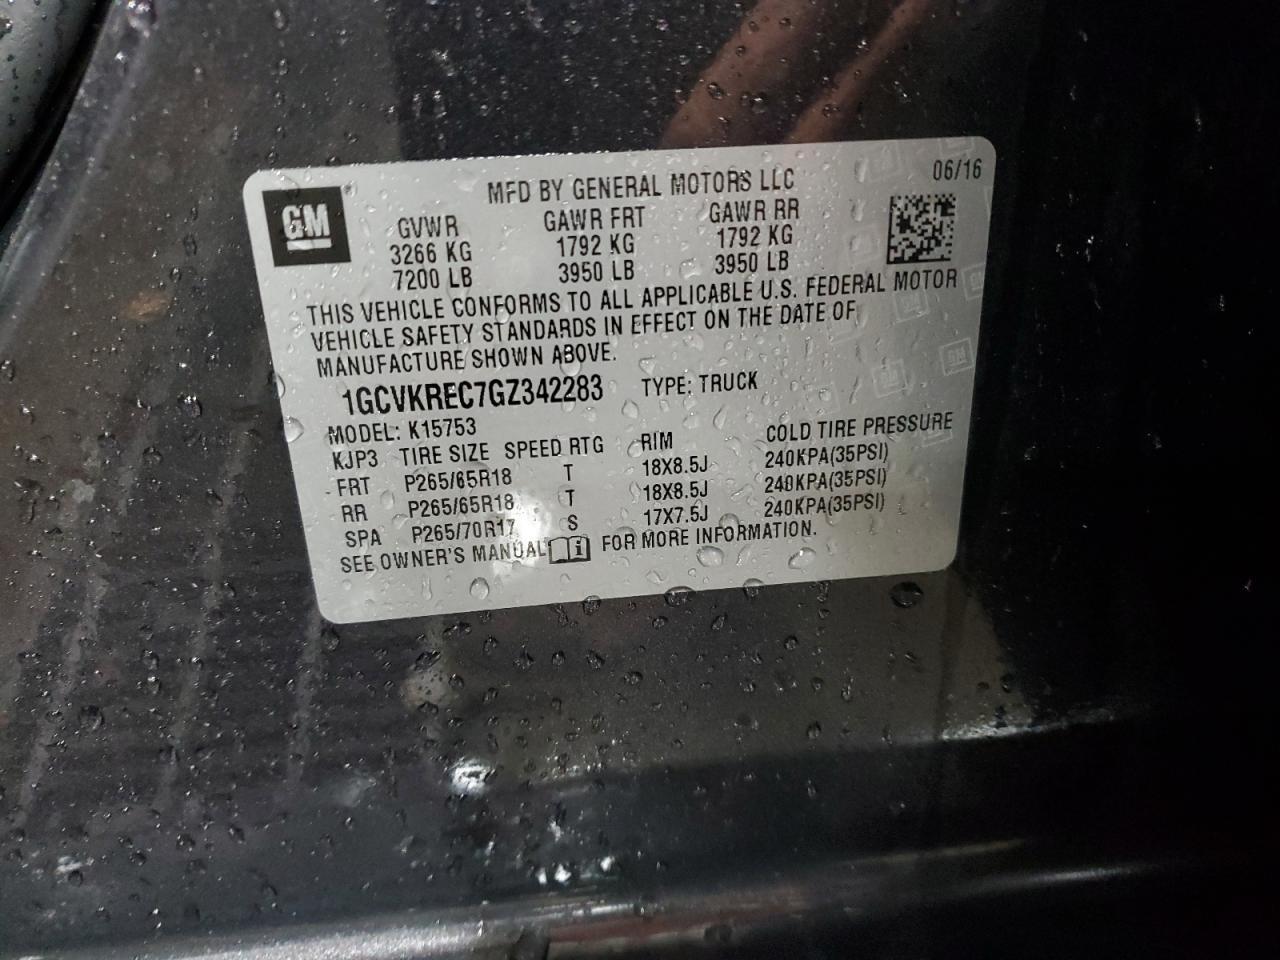 GM
MFD BY GENERAL MOTORS LLC 06/16
GVWR GAWR FRT GAWR RR
3266 KG 1792 KG 1792 KG
7200 LB 3950 LB 3950 LB
THIS VEHICLE CONFORMS TO ALL APPLICABLE U.S. FEDERAL MOTOR
VEHICLE SAFETY STANDARDS IN EFFECT ON THE DATE OF
MANUFACTURE SHOWN ABOVE.
1GCVKREC7GZ342283 TYPE: TRUCK
MODEL: K15753
KJP3 TIRE SIZE SPEED RTG RIM COLD TIRE PRESSURE
FRT P265/65R18 T 18X8.5J 240KPA(35PSI)
RR P265/65R18 T 18X8.5J 240KPA(35PSI)
SPA P265/70R17 S 17X7.5J 240KPA(35PSI)
SEE OWNER'S MANUAL i FOR MORE INFORMATION.